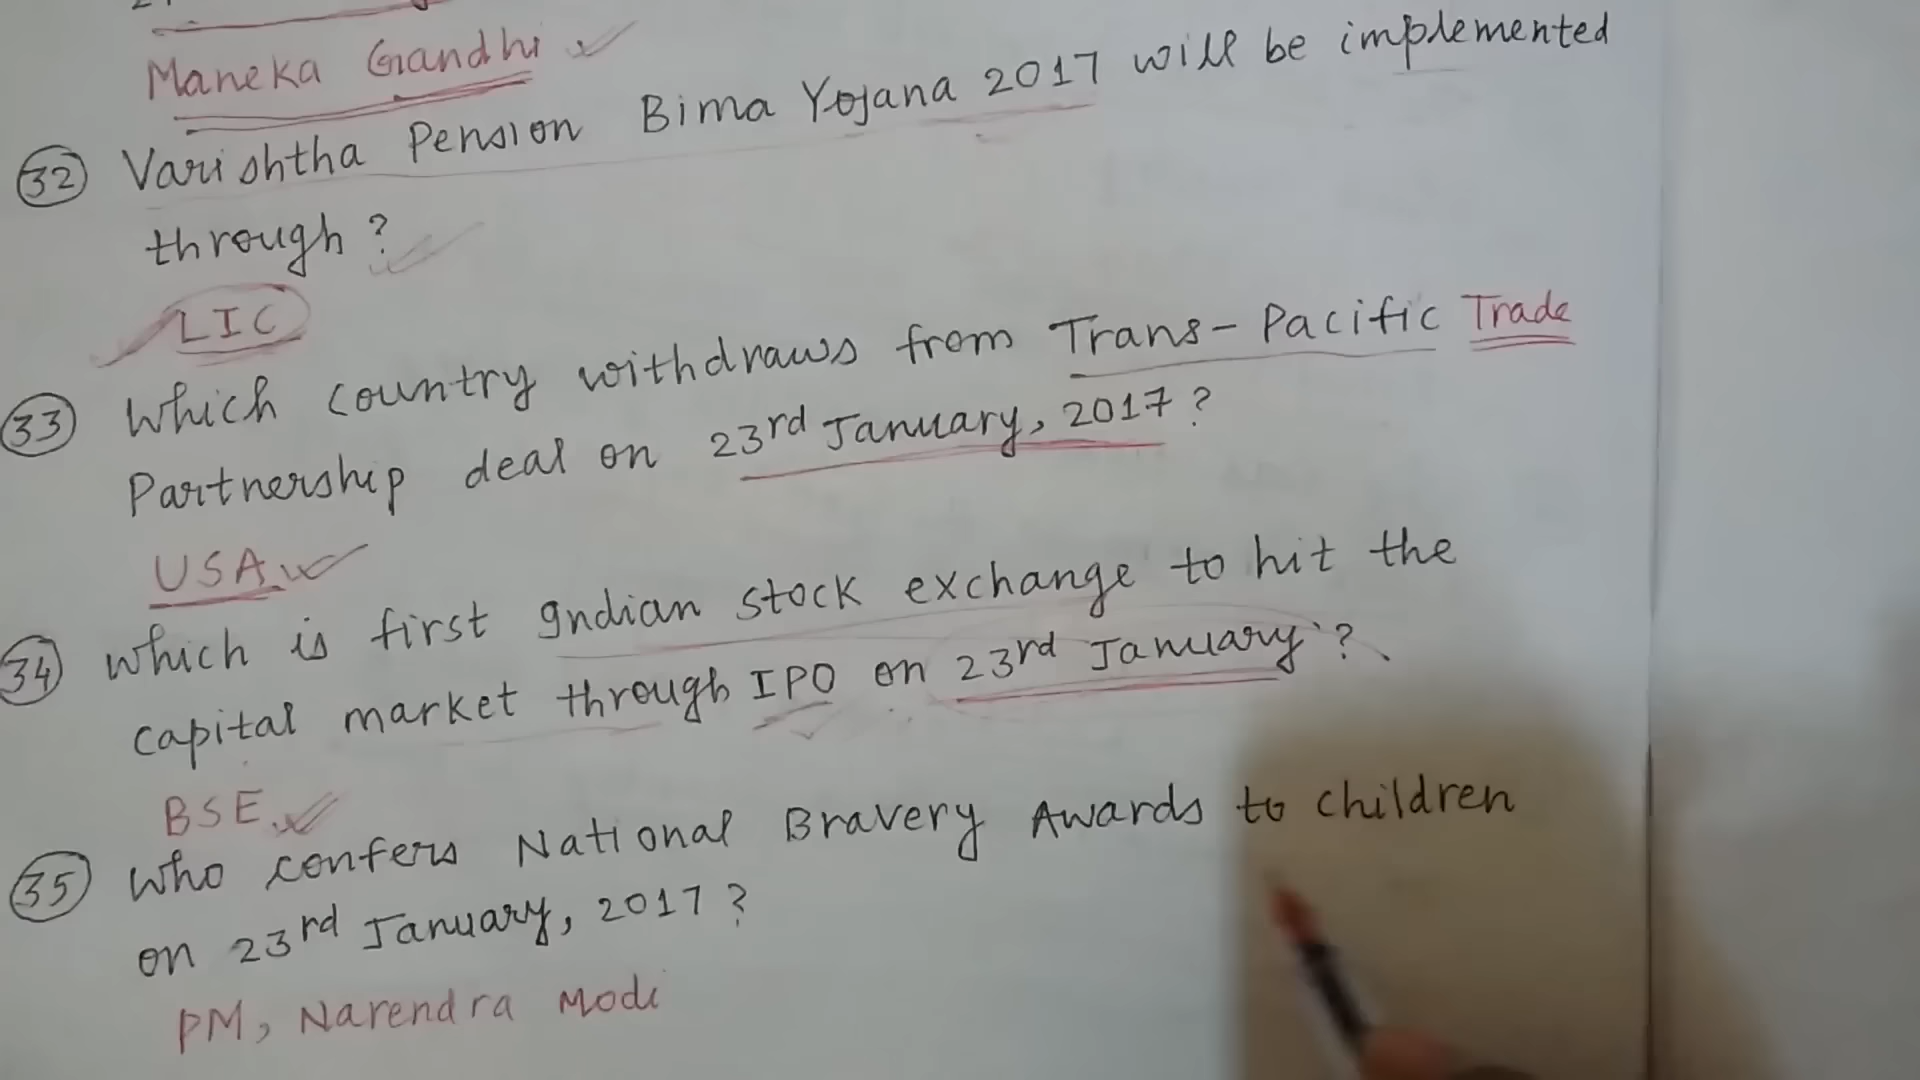 Maneka Gandhi
32 Varishtha Pension Bima Yojana 2017 will be implemented
through?
LIC
33 Which country withdraws from Trans-Pacific Trade
Partnership deal on 23rd January, 2017?
USA
34 Which is first Indian stock exchange to hit the
capital market through IPO on 23rd January?
BSE
35 Who confers National Bravery Awards to children
on 23rd January, 2017?
PM, Narendra Modi